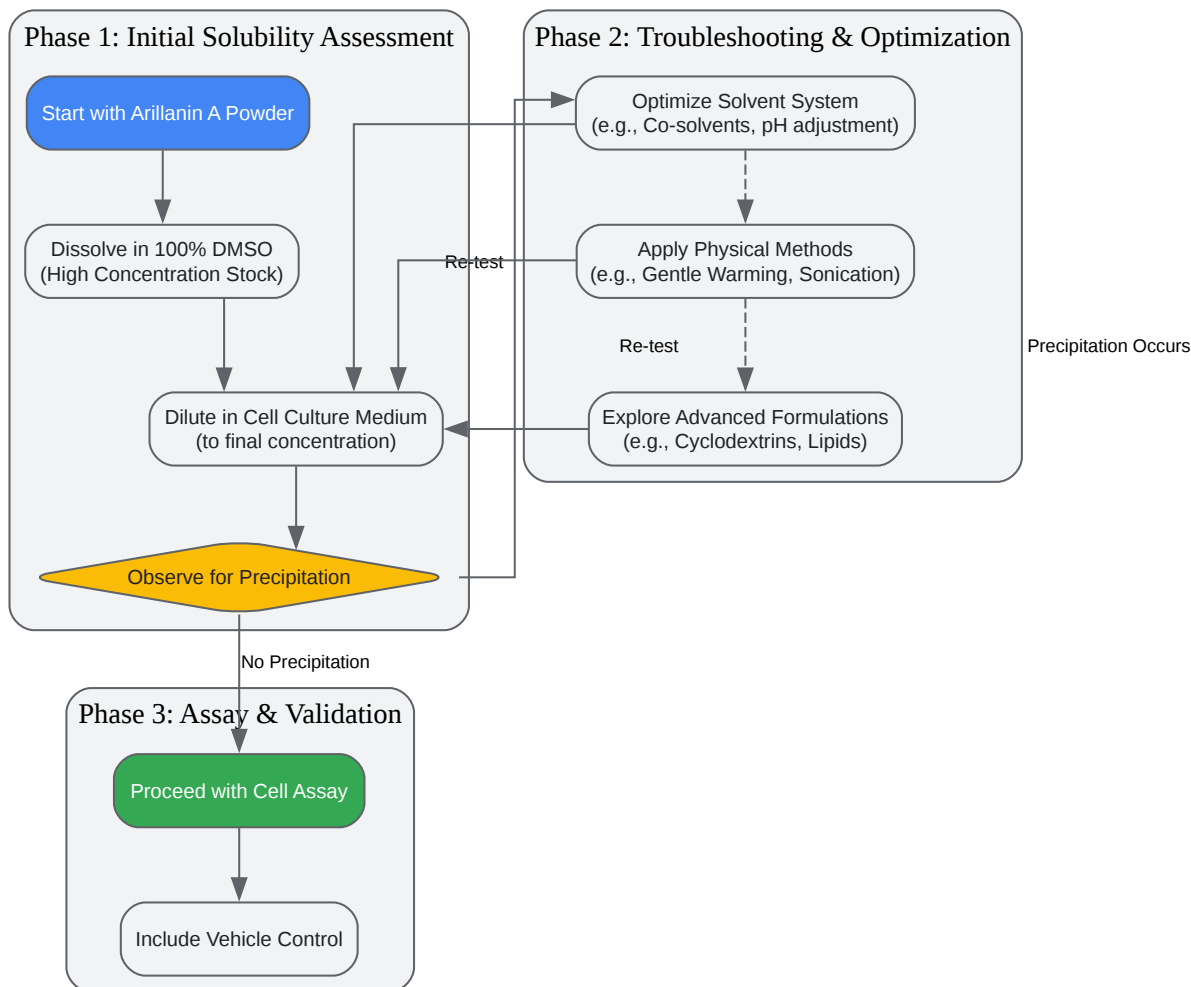 Phase 1: Initial Solubility Assessment
Start with Arillanin A Powder
Dissolve in 100% DMSO
(High Concentration Stock)
Dilute in Cell Culture Medium
(to final concentration)
Observe for Precipitation
Phase 2: Troubleshooting & Optimization
Optimize Solvent System
(e.g., Co-solvents, pH adjustment)
Apply Physical Methods
(e.g., Gentle Warming, Sonication)
Re-test
Re-test
Explore Advanced Formulations
(e.g., Cyclodextrins, Lipids)
Precipitation Occurs
No Precipitation
Phase 3: Assay & Validation
Proceed with Cell Assay
Include Vehicle Control